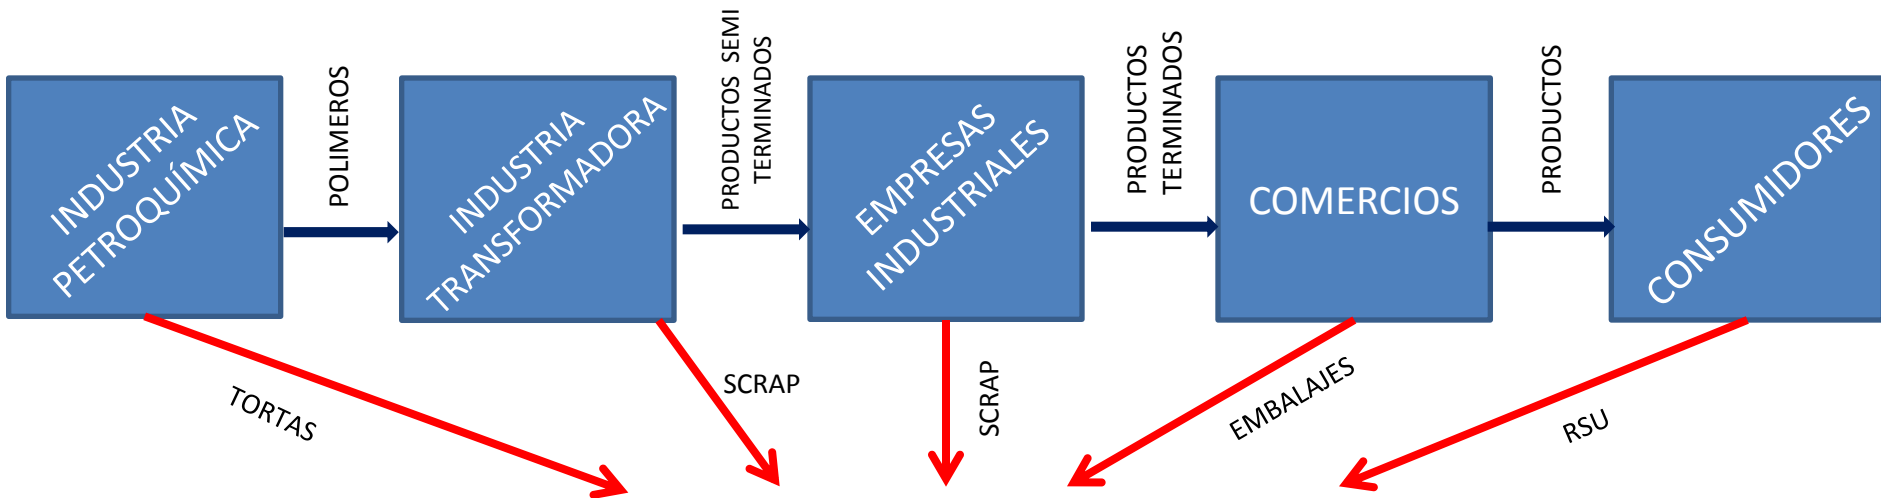 INDUSTRIA
PETROQUÍMICA
POLIMEROS
INDUSTRIA
TRANSFORMADORA
PRODUCTOS SEMI
TERMINADOS
EMPRESAS
INDUSTRIALES
PRODUCTOS
TERMINADOS
COMERCIOS
PRODUCTOS
CONSUMIDORES
TORTAS
SCRAP
SCRAP
EMBALAJES
RSU